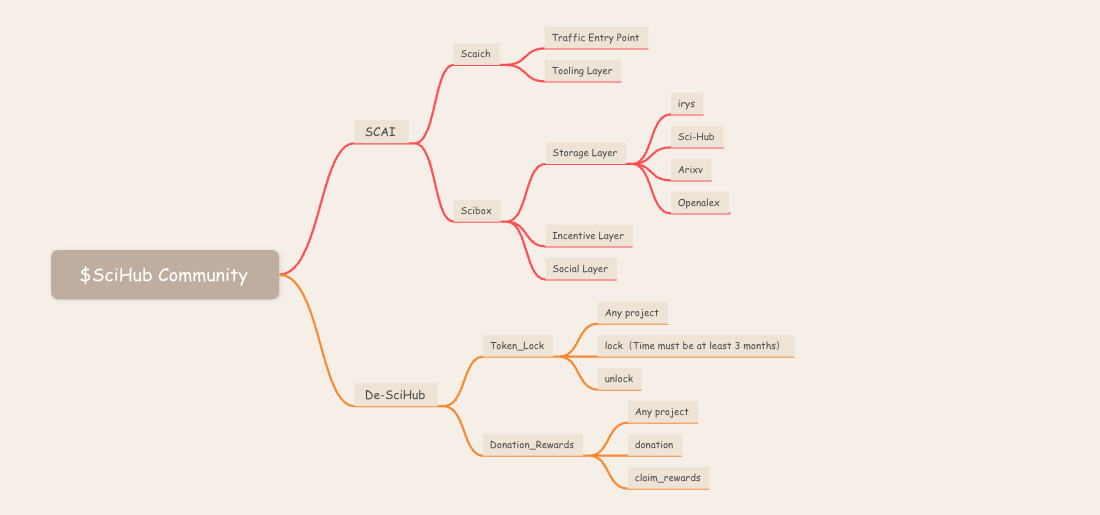 $SciHub Community
SCAI
Scaich
Traffic Entry Point
Tooling Layer
Scibox
Storage Layer
irys
Sci-Hub
Arixv
Openalex
Incentive Layer
Social Layer
De-SciHub
Token_Lock
Any project
lock（Time must be at least 3 months）
unlock
Donation_Rewards
Any project
donation
claim_rewards